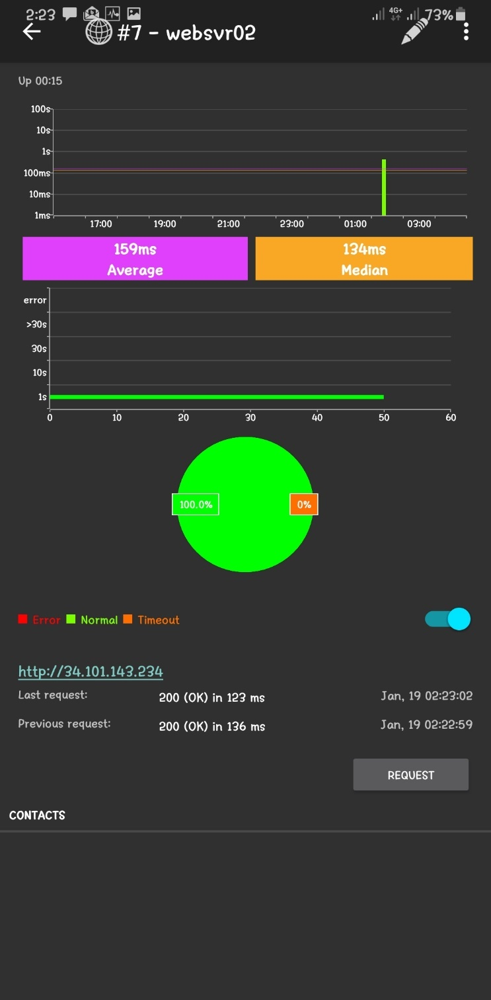 2:23 4G+ 73%
#7 - websvr02
Up 00:15
100s
10s
1s
100ms
10ms
1ms
17:00 19:00 21:00 23:00 01:00 03:00
159ms
Average
134ms
Median
error
>30s
30s
10s
1s
0 10 20 30 40 50 60
100.0% 0%
Error Normal Timeout
http://34.101.143.234
Last request: 200 (OK) in 123 ms Jan, 19 02:23:02
Previous request: 200 (OK) in 136 ms Jan, 19 02:22:59
REQUEST
CONTACTS